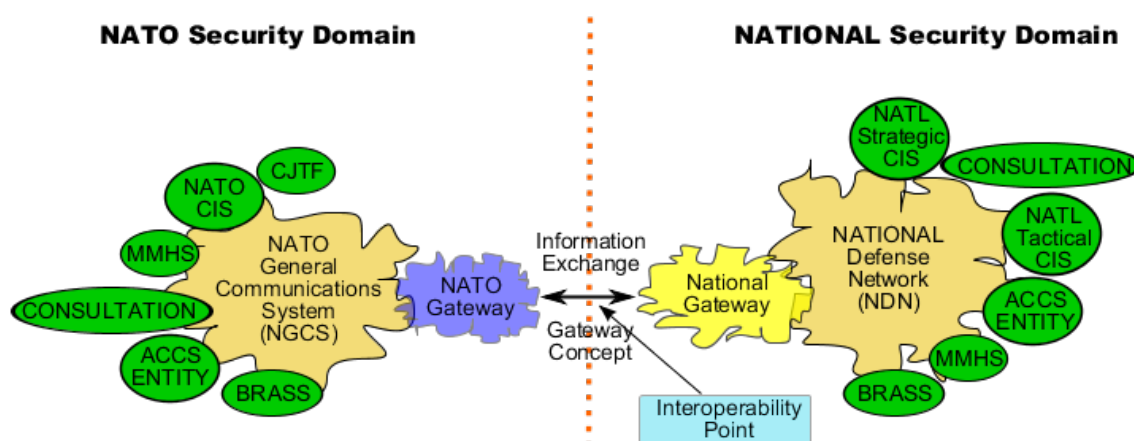 NATO Security Domain
NATIONAL Security Domain
CJTF
NATO
CIS
MMHS
CONSULTATION
ACCS
ENTITY
BRASS
NATO
General
Communications
System
(NGCS)
NATO
Gateway
Information
Exchange
Gateway
Concept
Interoperability
Point
National
Gateway
NATIONAL
Defense
Network
(NDN)
NATL
Strategic
CIS
CONSULTATION
NATL
Tactical
CIS
ACCS
ENTITY
MMHS
BRASS